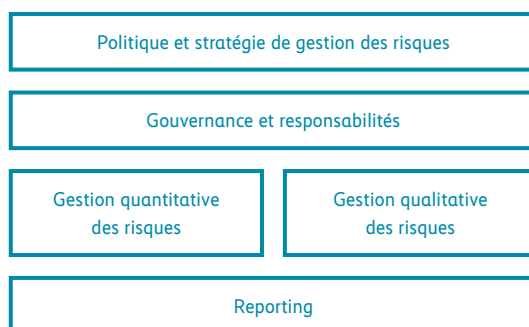 Politique et stratégie de gestion des risques
Gouvernance et responsabilités
Gestion quantitative
des risques
Gestion qualitative
des risques
Reporting